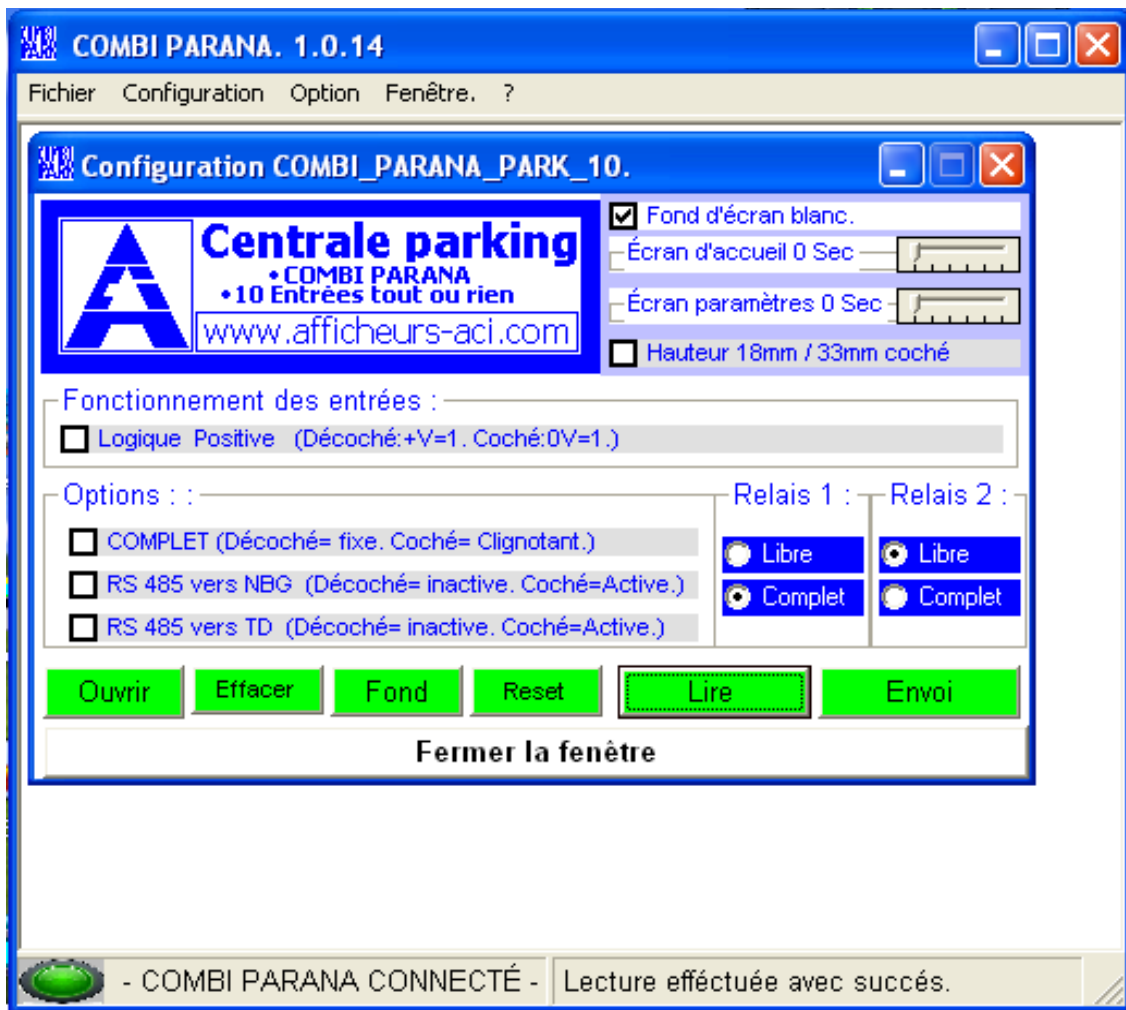 COMBI PARANA. 1.0.14
Fichier Configuration Option Fenêtre. ?
Configuration COMBI_PARANA_PARK_10.
Centrale parking
•COMBI PARANA
•10 Entrées tout ou rien
www.afficheurs-aci.com
Fond d'écran blanc.
Écran d'accueil 0 Sec
Écran paramètres 0 Sec
Hauteur 18mm / 33mm coché
Fonctionnement des entrées :
Logique Positive (Décoché:+V=1. Coché:0V=1.)
Options : :
COMPLET (Décoché= fixe. Coché= Clignotant.)
RS 485 vers NBG (Décoché= inactive. Coché=Active.)
RS 485 vers TD (Décoché= inactive. Coché=Active.)
Relais 1 :
Libre
Complet
Relais 2 :
Libre
Complet
Ouvrir Effacer Fond Reset Lire Envoi
Fermer la fenêtre
- COMBI PARANA CONNECTÉ - Lecture efféctuée avec succés.